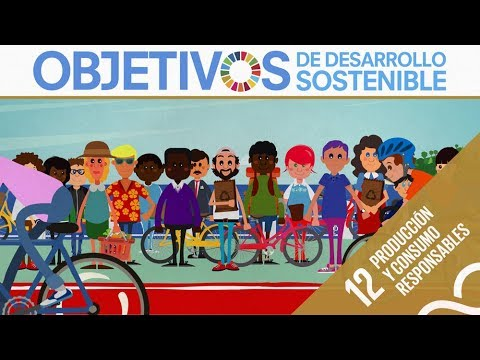 OBJETIVOS
DE DESARROLLO
SOSTENIBLE
12
PRODUCCIÓN
Y CONSUMO
RESPONSABLES